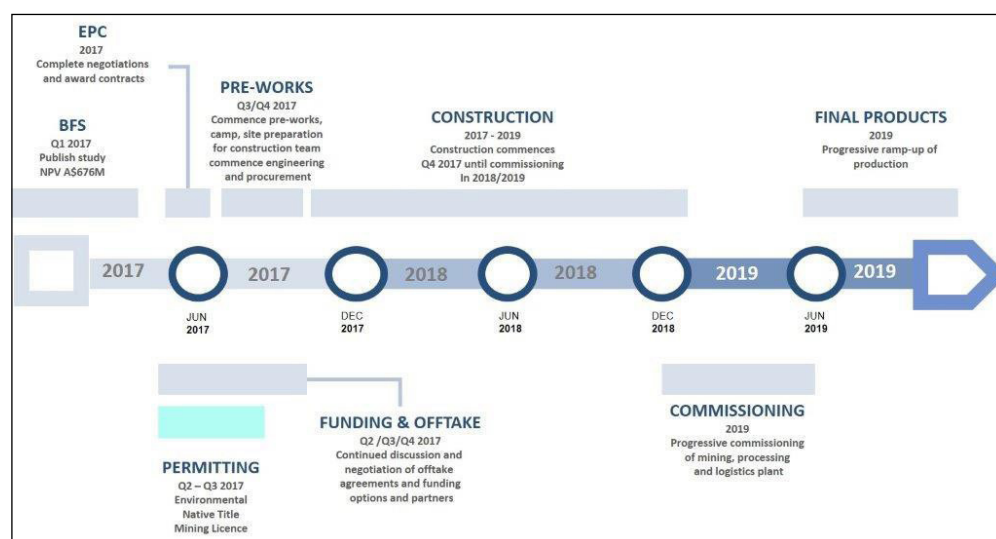 EPC
2017
Complete negotiations
and award contracts
PRE-WORKS
Q3/Q4 2017
Commence pre-works,
camp, site preparation
for construction team
commence engineering
and procurement
BFS
Q1 2017
Publish study
NPV A$676M
CONSTRUCTION
2017 - 2019
Construction commences
Q4 2017 until commissioning
In 2018/2019
FINAL PRODUCTS
2019
Progressive ramp-up of
production
2017
2017
2018
2018
2019
2019
JUN
2017
DEC
2017
JUN
2018
DEC
2018
JUN
2019
FUNDING & OFFTAKE
Q2 /Q3/Q4 2017
Continued discussion and
negotiation of offtake
agreements and funding
options and partners
COMMISSIONING
2019
Progressive commissioning
of mining, processing
and logistics plant
PERMITTING
Q2 – Q3 2017
Environmental
Native Title
Mining Licence